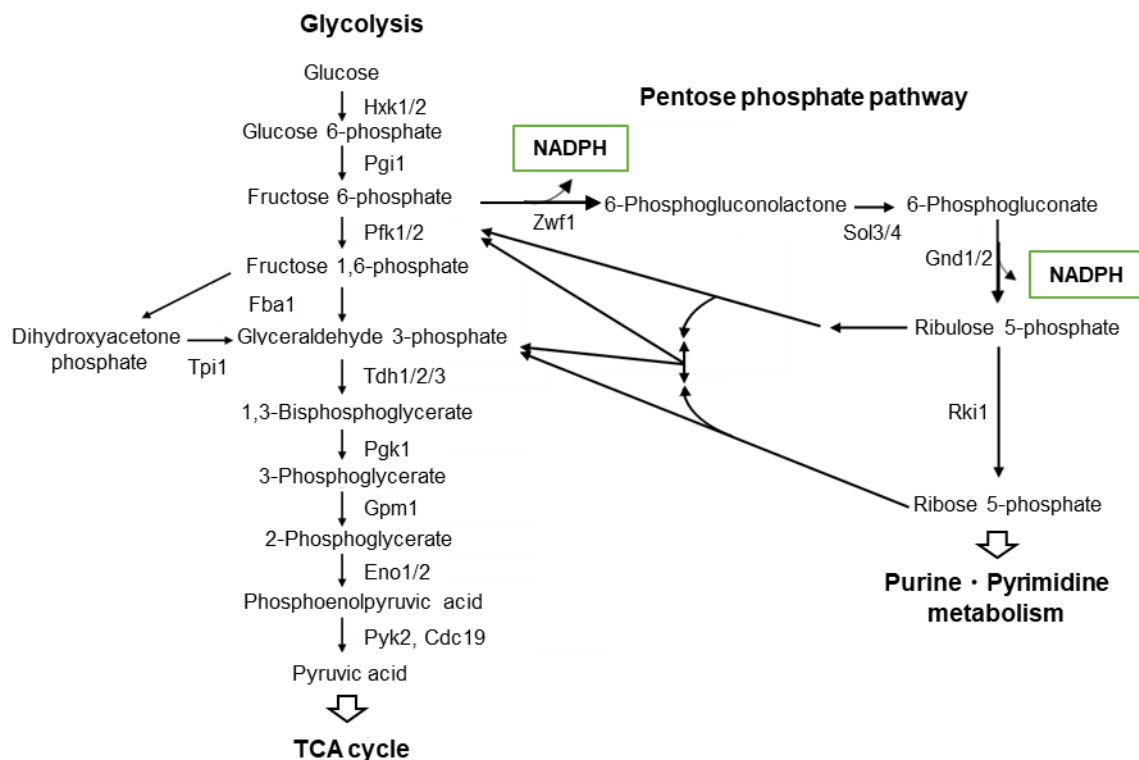 Glycolysis
Glucose
Hxk1/2
Glucose 6-phosphate
Pgi1
Fructose 6-phosphate
Pfk1/2
Fructose 1,6-phosphate
Fba1
Dihydroxyacetone
phosphate
Tpi1
Glyceraldehyde 3-phosphate
Tdh1/2/3
1,3-Bisphosphoglycerate
Pgk1
3-Phosphoglycerate
Gpm1
2-Phosphoglycerate
Eno1/2
Phosphoenolpyruvic acid
Pyk2, Cdc19
Pyruvic acid
TCA cycle
Pentose phosphate pathway
NADPH
Zwf1
6-Phosphogluconolactone
Sol3/4
6-Phosphogluconate
Gnd1/2
NADPH
Ribulose 5-phosphate
Rki1
Ribose 5-phosphate
Purine・Pyrimidine
metabolism